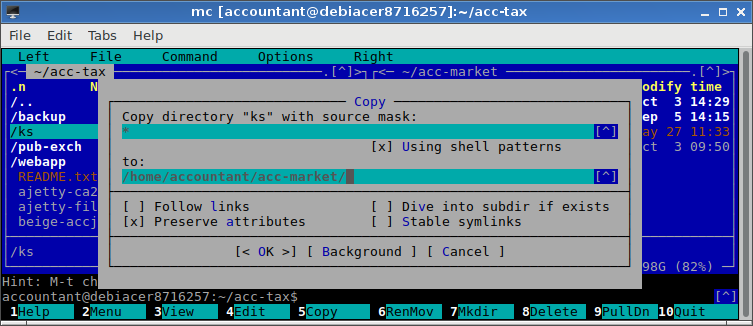 mc [accountant@debiacer8716257]:~/acc-tax
File Edit Tabs Help
Left File Command Options Right
~/acc-tax .[^]> ~/acc-market .[^]>
.n N odify time
/.. ct 3 14:29
/backup ep 5 14:15
/ks ay 27 11:33
/pub-exch ct 3 09:50
/webapp
README.txt
ajetty-ca2
ajetty-fil
beige-accj
/ks 98G (82%)
Copy
Copy directory "ks" with source mask:
* [^]
[x] Using shell patterns
to:
/home/accountant/acc-market/ [^]
[ ] Follow links [ ] Dive into subdir if exists
[x] Preserve attributes [ ] Stable symlinks
[< OK >] [ Background ] [ Cancel ]
Hint: M-t ch
accountant@debiacer8716257:~/acc-tax$ [^]
1Help 2Menu 3View 4Edit 5Copy 6RenMov 7Mkdir 8Delete 9PullDn 10Quit